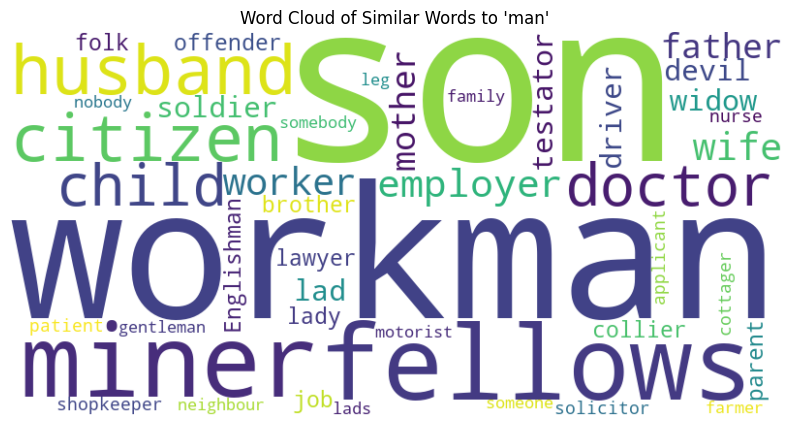 Word Cloud of Similar Words to 'man'
folk offender son father
husband leg mother testator devil
nobody soldier family driver widow
citizen somebody nurse
wife
child worker employer doctor
brother
workman
Englishman lawyer applicant
lad cottager
lady
patient gentleman motorist collier
miner fellows parent
shopkeeper neighbour job lads someone solicitor farmer